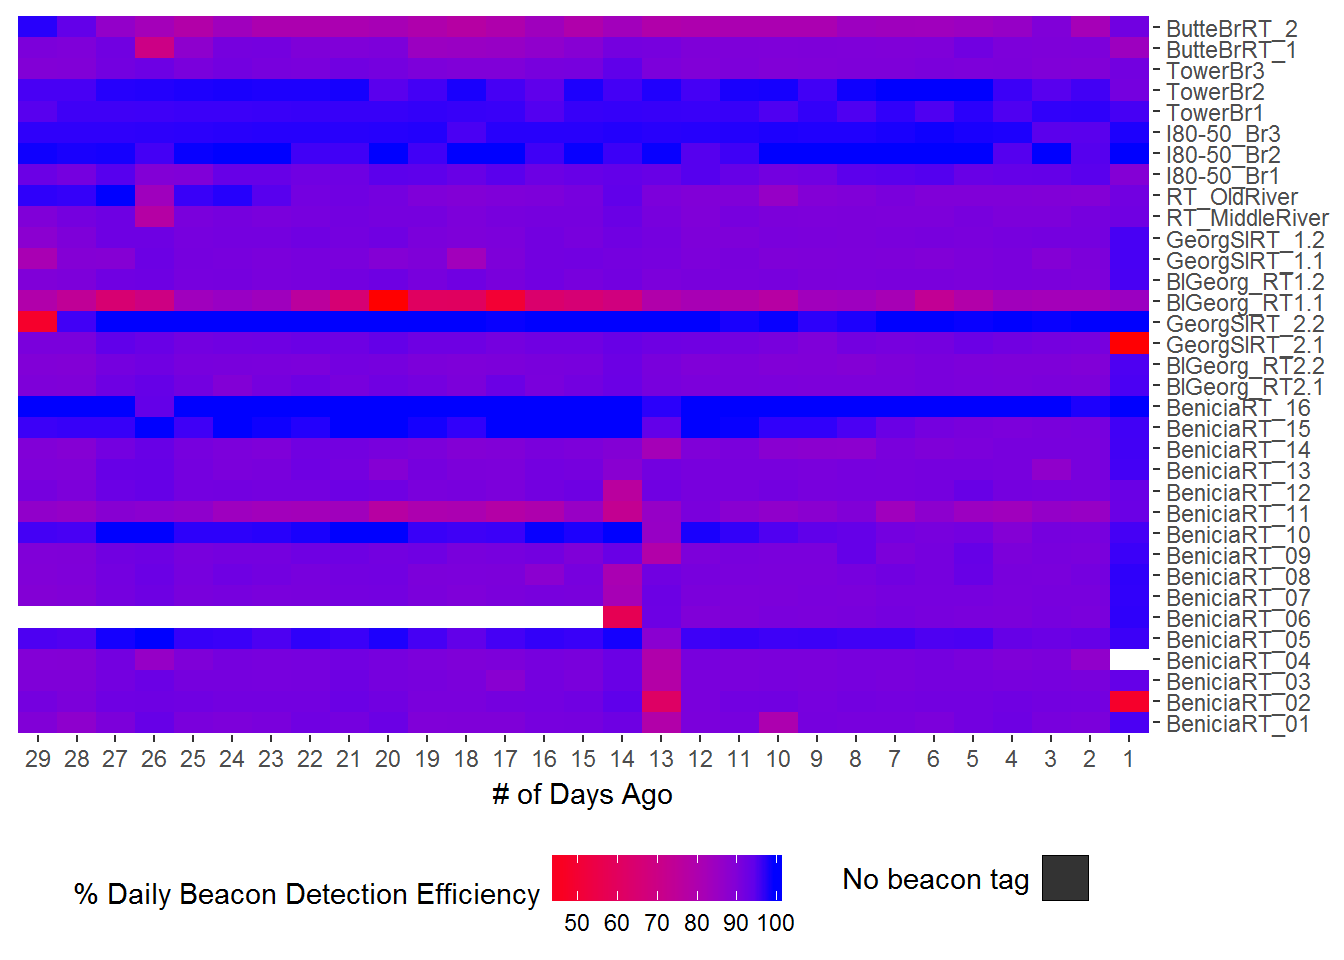 ButteBrRT_2
ButteBrRT_1
TowerBr3
TowerBr2
TowerBr1
I80-50_Br3
I80-50_Br2
I80-50_Br1
RT_OldRiver
RT_MiddleRiver
GeorgSlRT_1.2
GeorgSlRT_1.1
BlGeorg_RT1.2
BlGeorg_RT1.1
GeorgSlRT_2.2
GeorgSlRT_2.1
BlGeorg_RT2.2
BlGeorg_RT2.1
BeniciaRT_16
BeniciaRT_15
BeniciaRT_14
BeniciaRT_13
BeniciaRT_12
BeniciaRT_11
BeniciaRT_10
BeniciaRT_09
BeniciaRT_08
BeniciaRT_07
BeniciaRT_06
BeniciaRT_05
BeniciaRT_04
BeniciaRT_03
BeniciaRT_02
BeniciaRT_01
29 28 27 26 25 24 23 22 21 20 19 18 17 16 15 14 13 12 11 10 9 8 7 6 5 4 3 2 1
# of Days Ago
% Daily Beacon Detection Efficiency
50 60 70 80 90 100
No beacon tag